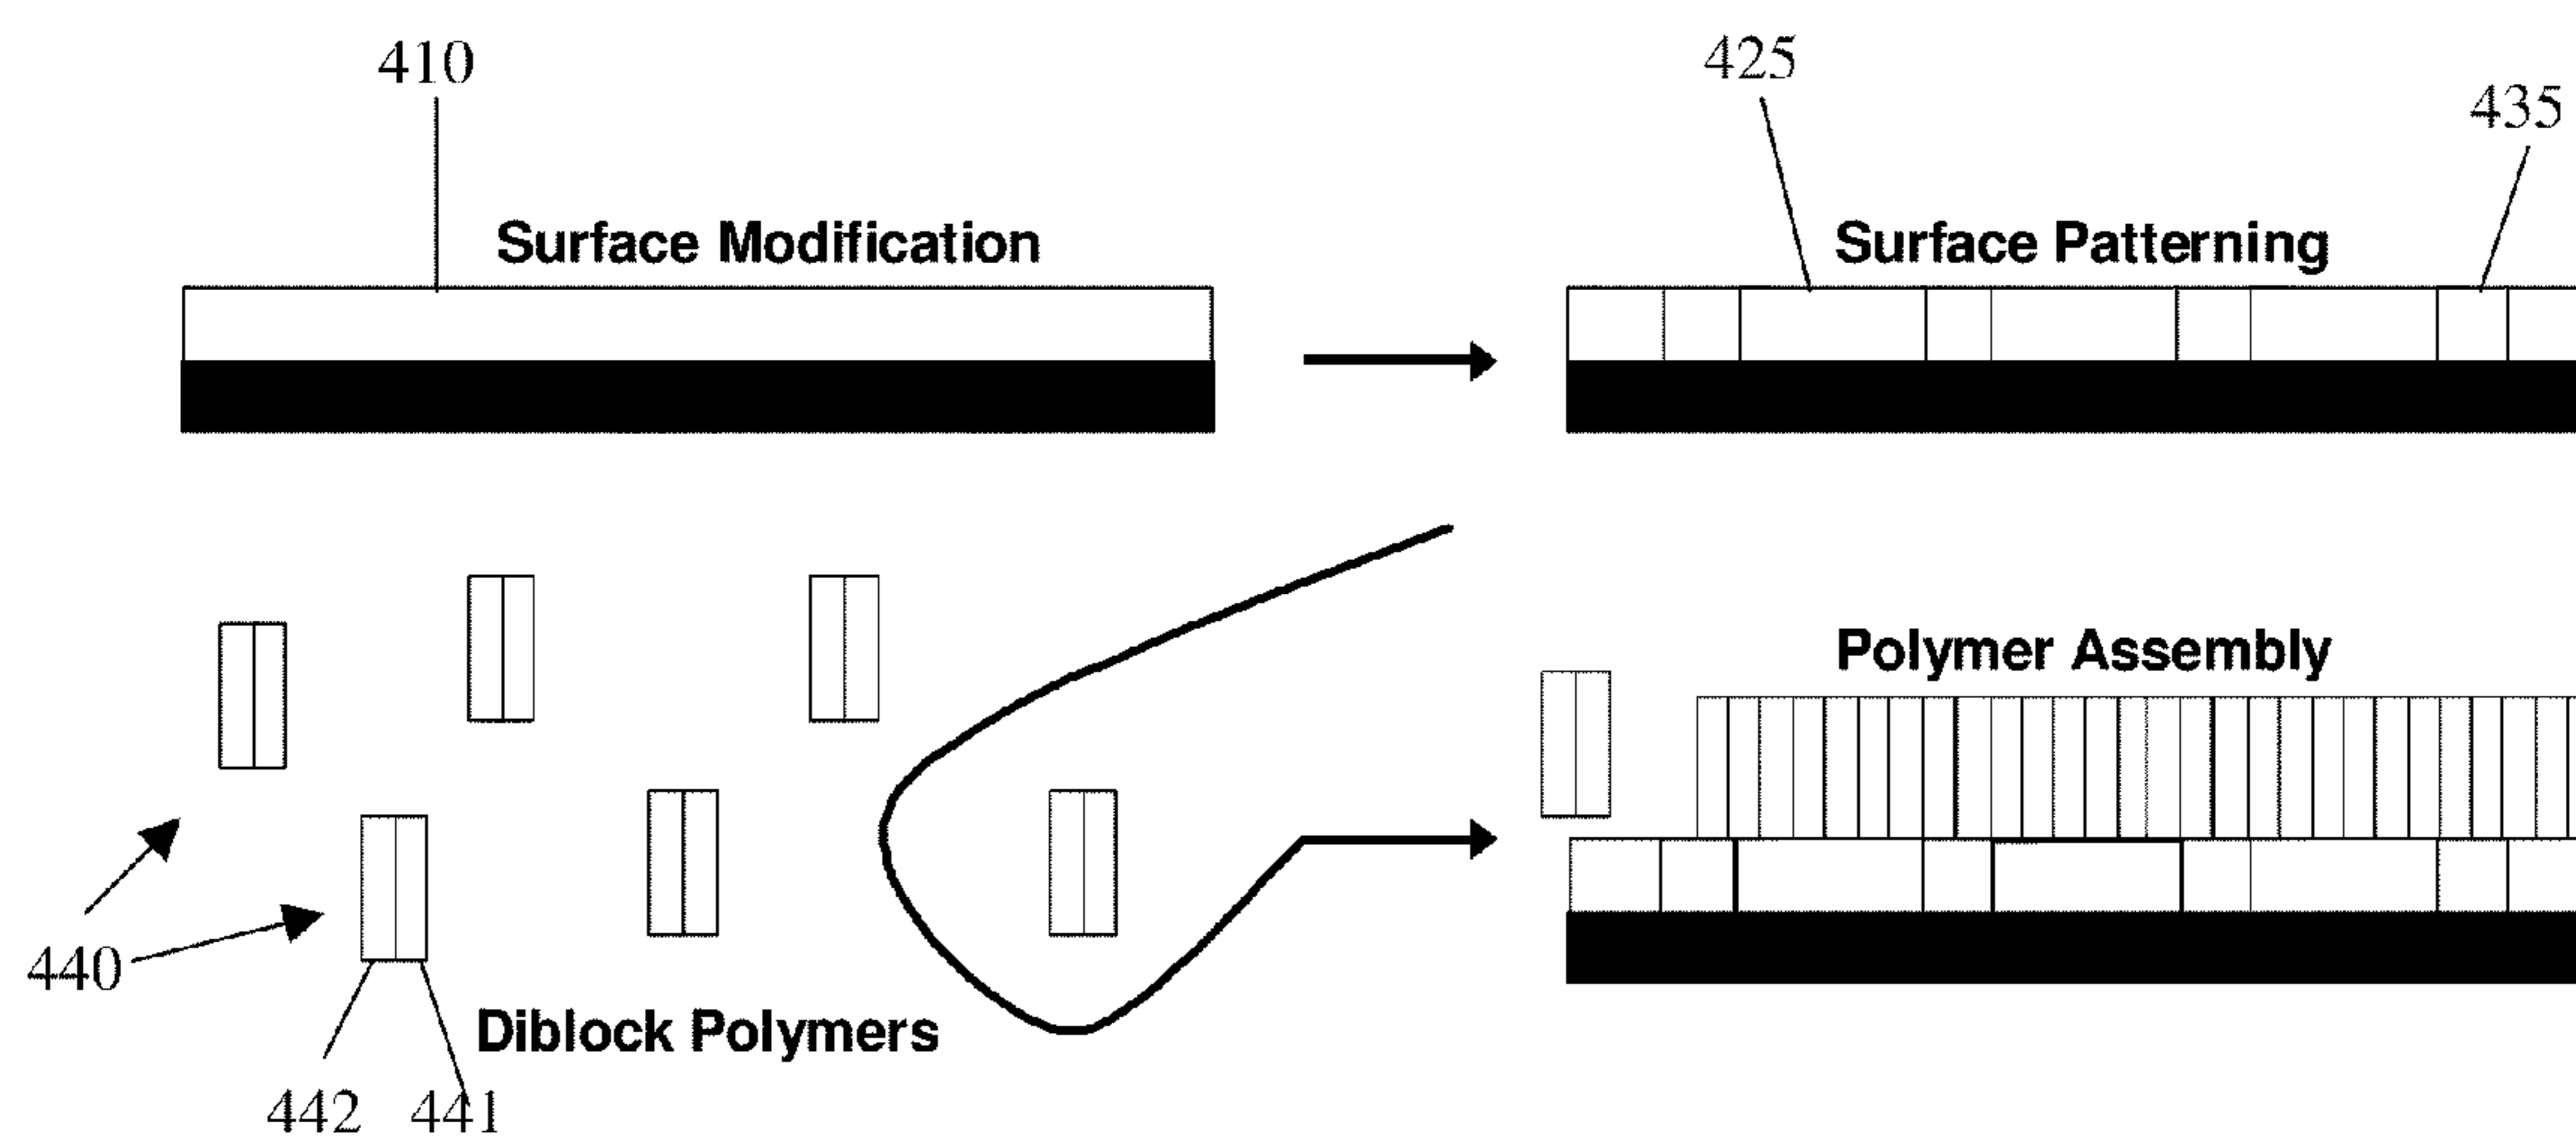 410
425
435
Surface Modification
Surface Patterning
Polymer Assembly
440
Diblock Polymers
442 441